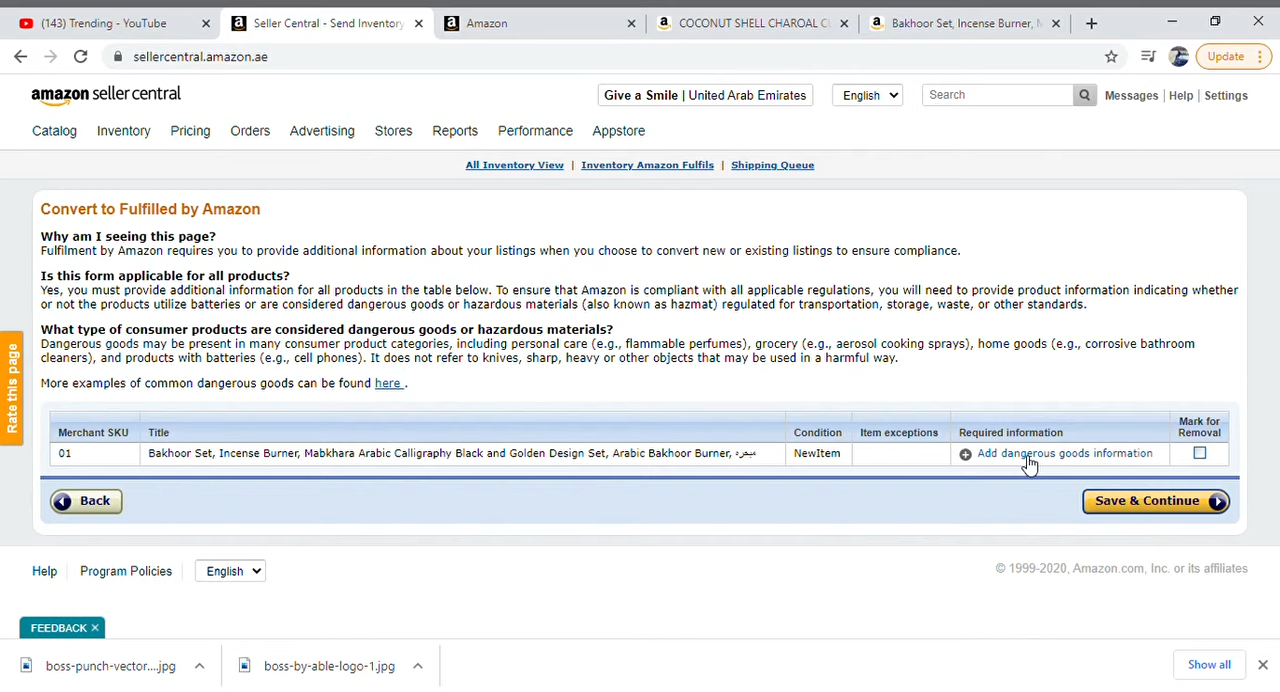 (143) Trending - YouTube
Seller Central - Send Inventory
Amazon
COCONUT SHELL CHAROAL CU
Bakhoor Set, Incense Burner, M
sellercentral.amazon.ae
Update
amazon seller central
Give a Smile | United Arab Emirates
English
Search
Messages | Help | Settings
Catalog Inventory Pricing Orders Advertising Stores Reports Performance Appstore
All Inventory View | Inventory Amazon Fulfils | Shipping Queue
Convert to Fulfilled by Amazon
Why am I seeing this page?
Fulfilment by Amazon requires you to provide additional information about your listings when you choose to convert new or existing listings to ensure compliance.
Is this form applicable for all products?
Yes, you must provide additional information for all products in the table below. To ensure that Amazon is compliant with all applicable regulations, you will need to provide product information indicating whether
or not the products utilize batteries or are considered dangerous goods or hazardous materials (also known as hazmat) regulated for transportation, storage, waste, or other standards.
What type of consumer products are considered dangerous goods or hazardous materials?
Dangerous goods may be present in many consumer product categories, including personal care (e.g., flammable perfumes), grocery (e.g., aerosol cooking sprays), home goods (e.g., corrosive bathroom
cleaners), and products with batteries (e.g., cell phones). It does not refer to knives, sharp, heavy or other objects that may be used in a harmful way.
More examples of common dangerous goods can be found here .
Rate this page
Merchant SKU Title Condition Item exceptions Required information Mark for Removal
01 Bakhoor Set, Incense Burner, Mabkhara Arabic Calligraphy Black and Golden Design Set, Arabic Bakhoor Burner, NewItem Add dangerous goods information
Back
Save & Continue
Help Program Policies English
© 1999-2020, Amazon.com, Inc. or its affiliates
FEEDBACK ×
boss-punch-vector....jpg
boss-by-able-logo-1.jpg
Show all